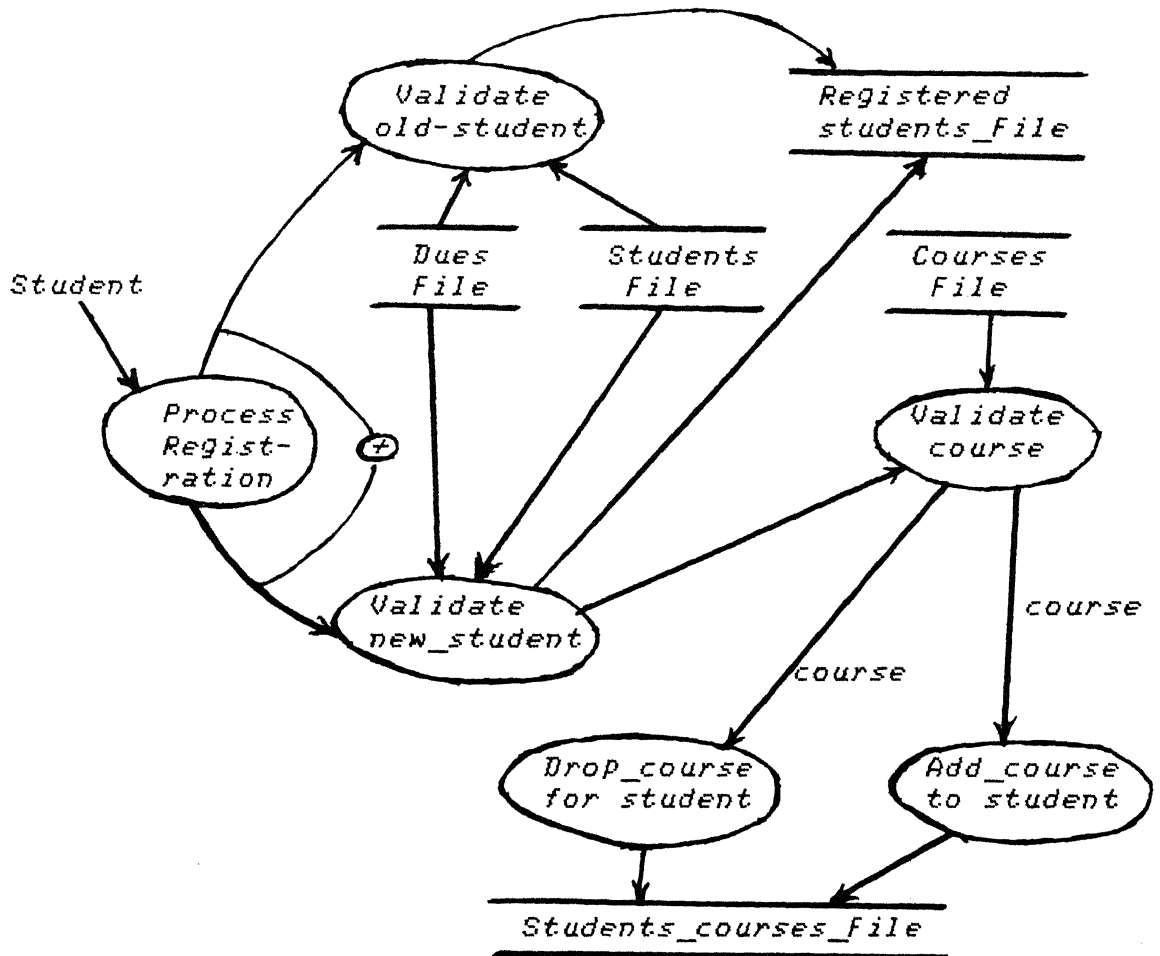 Validate
old-student
Registered
students_File
Dues
File
Students
File
Courses
File
Student
Process
Regist-
ration
+
Validate
course
Validate
new_student
course
course
Drop_course
for student
Add_course
to student
Students_courses_File